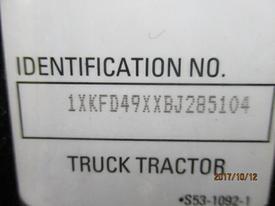 IDENTIFICATION NO.
1XKFD49XXBJ285104
TRUCK TRACTOR
2017/10/12
•S53-1092-1